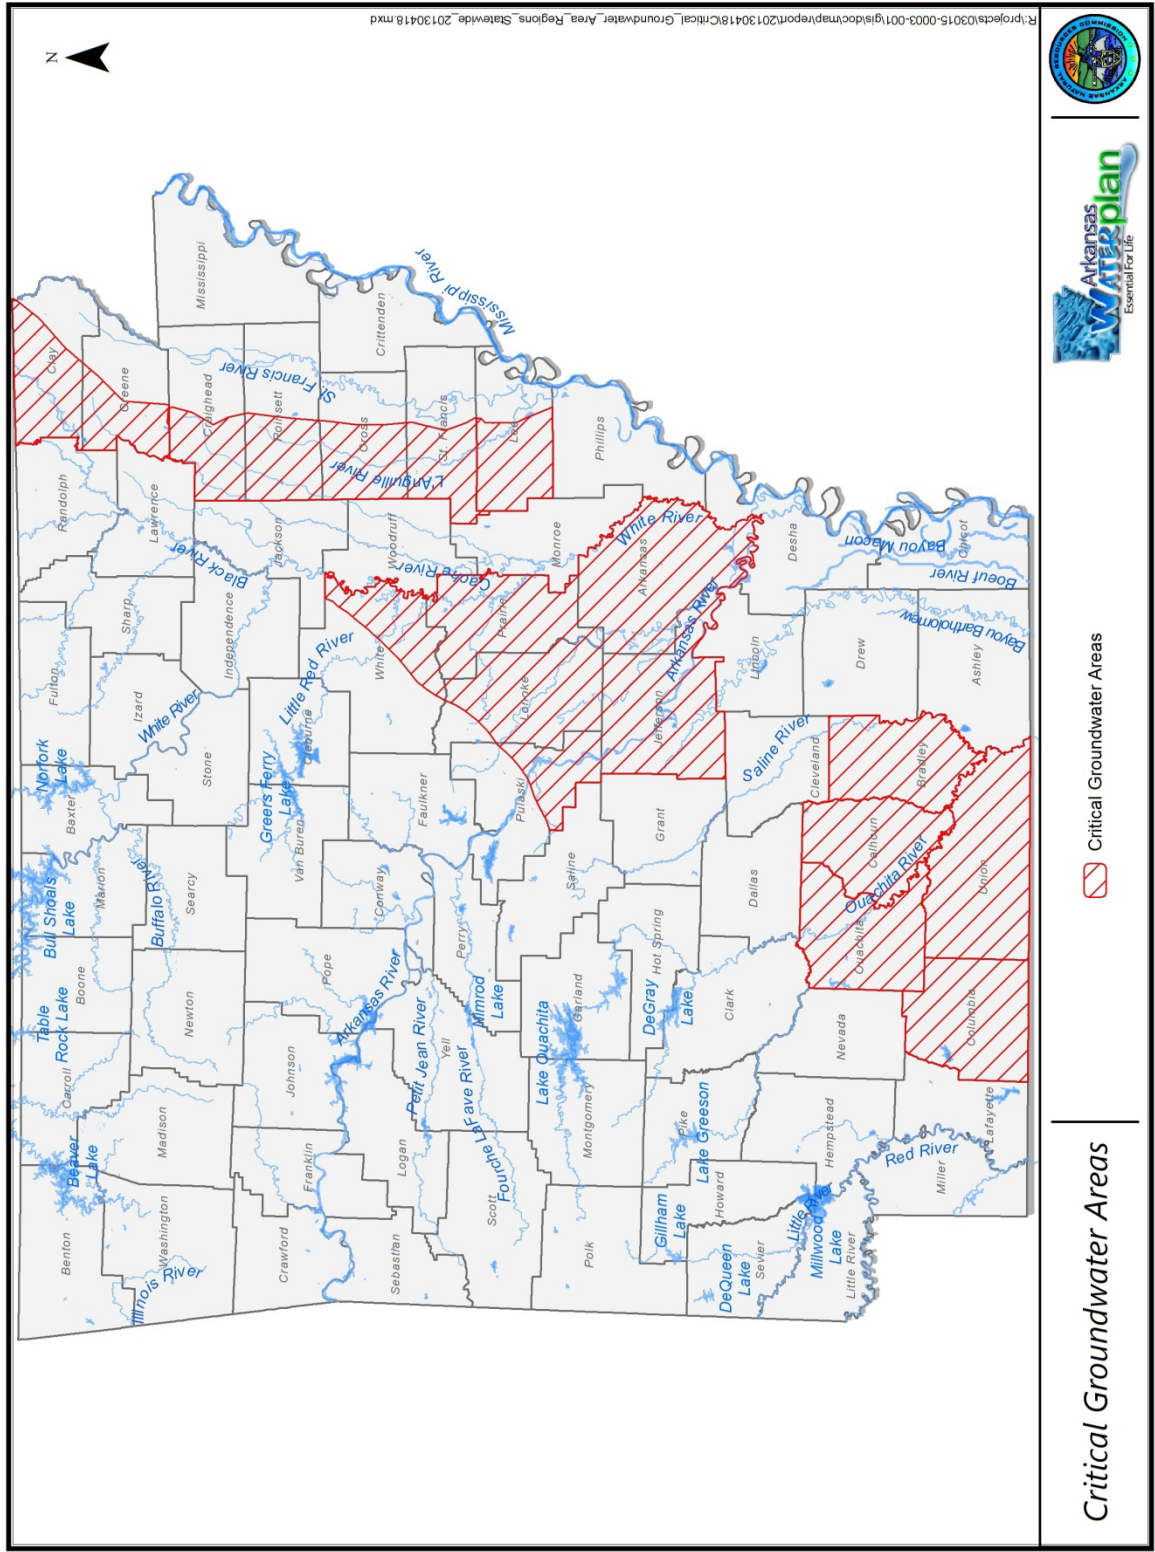 R:\projects\03015-0003-001\gis\doc\map\report\20130418\Critical_Groundwater_Area_Regions_Statewide_20130418.mxd
N
Benton
Beaver
Lake
Carroll
Table
Rock Lake
Boone
Bull Shoals
Lake
Marion
Norfork
Lake
Baxter
Fulton
Randolph
Clay
Greene
Mississippi
Washington
Illinois River
Madison
Newton
Searcy
Buffalo River
Stone
Izard
White River
Sharp
Lawrence
Independence
Black River
Jackson
Craighead
Poinsett
St. Francis River
Crawford
Franklin
Johnson
Pope
Van Buren
Greers Ferry
Lake
Cleburne
Little Red River
White
Woodruff
Cache River
Cross
L'Anguille River
Crittenden
Mississippi River
Sebastian
Logan
Arkansas River
Conway
Faulkner
Petit Jean River
Yell
Perry
Nimrod
Lake
Fourche LaFave River
Scott
Pulaski
Lonoke
Prairie
Monroe
St. Francis
Lee
Phillips
Polk
Montgomery
Lake Ouachita
Garland
Saline
Grant
Jefferson
Arkansas
White River
Arkansas River
Desha
Gillham
Lake
Howard
Pike
Lake Greeson
DeGray
Lake
Hot Spring
Clark
Dallas
Saline River
Cleveland
Lincoln
Drew
DeQueen
Lake
Sevier
Little River
Millwood
Lake
Little River
Hempstead
Nevada
Ouachita
Ouachita River
Calhoun
Bradley
Ashley
Bayou Bartholomew
Boeuf River
Bayou Macon
Chicot
Red River
Miller
Lafayette
Columbia
Union
Critical Groundwater Areas
Critical Groundwater Areas
Arkansas
WATERplan
Essential For Life
ARKANSAS NATURAL RESOURCES COMMISSION